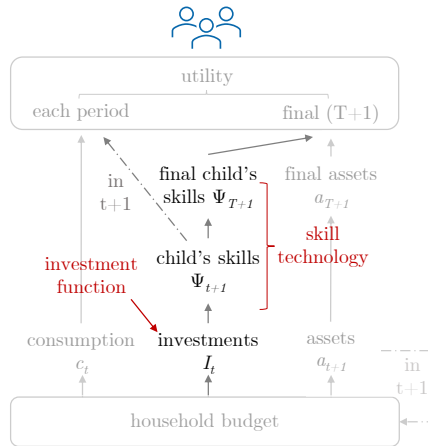 utility
each period
final (T+1)
final child's
skills Ψ_{T+1}
final assets
a_{T+1}
in
t+1
skill
technology
child's skills
Ψ_{t+1}
investment
function
consumption
c_t
investments
I_t
assets
a_{t+1}
in
t+1
household budget